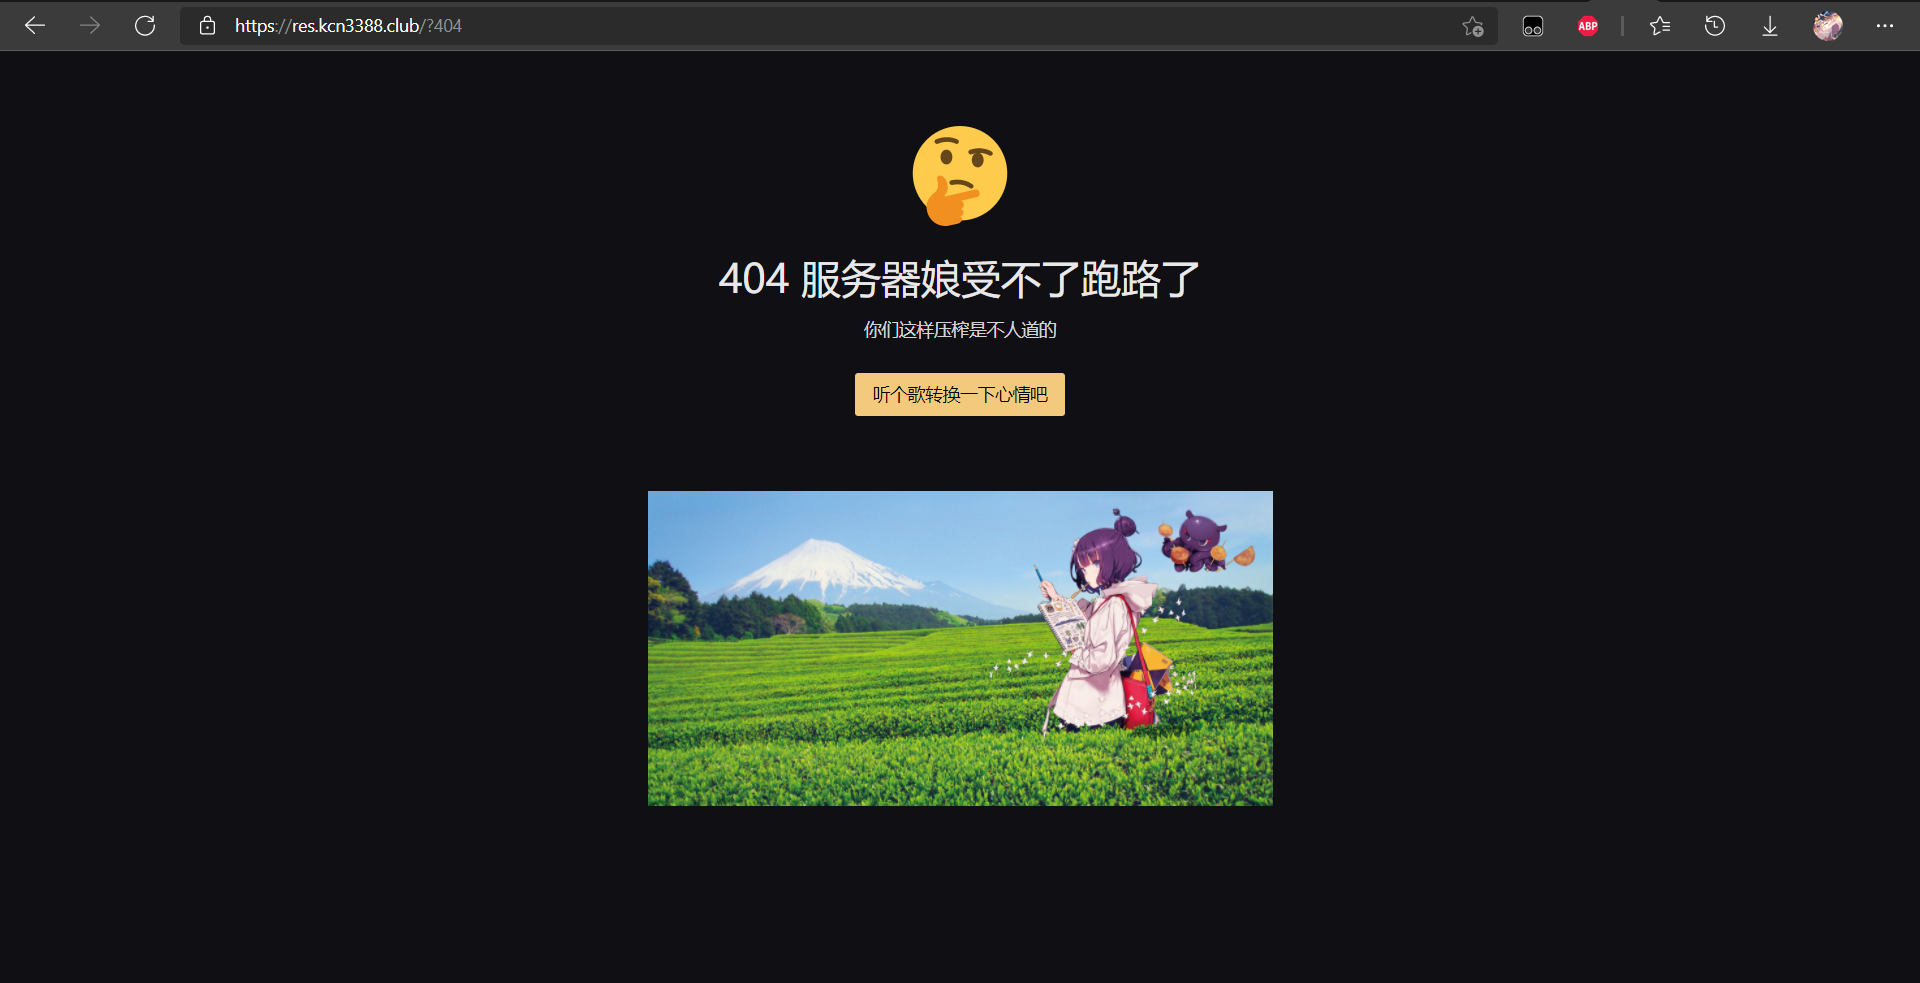 https://res.kcn3388.club/?404
ABP
404 服务器娘受不了跑路了
你们这样压榨是不人道的
听个歌转换一下心情吧